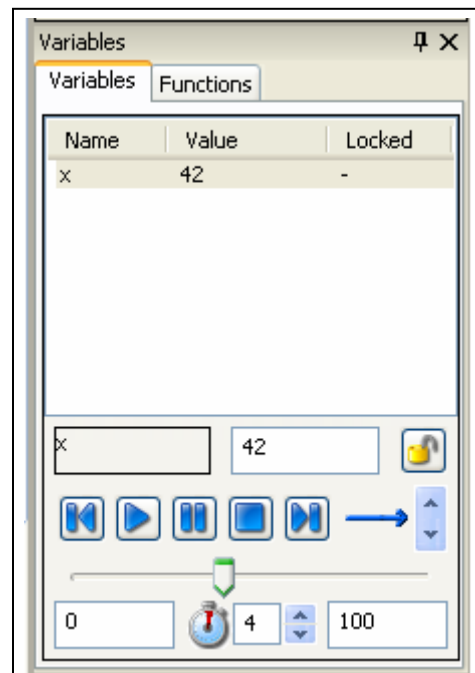 Variables
Variables Functions
Name Value Locked
x 42 -
x 42
0 4 100